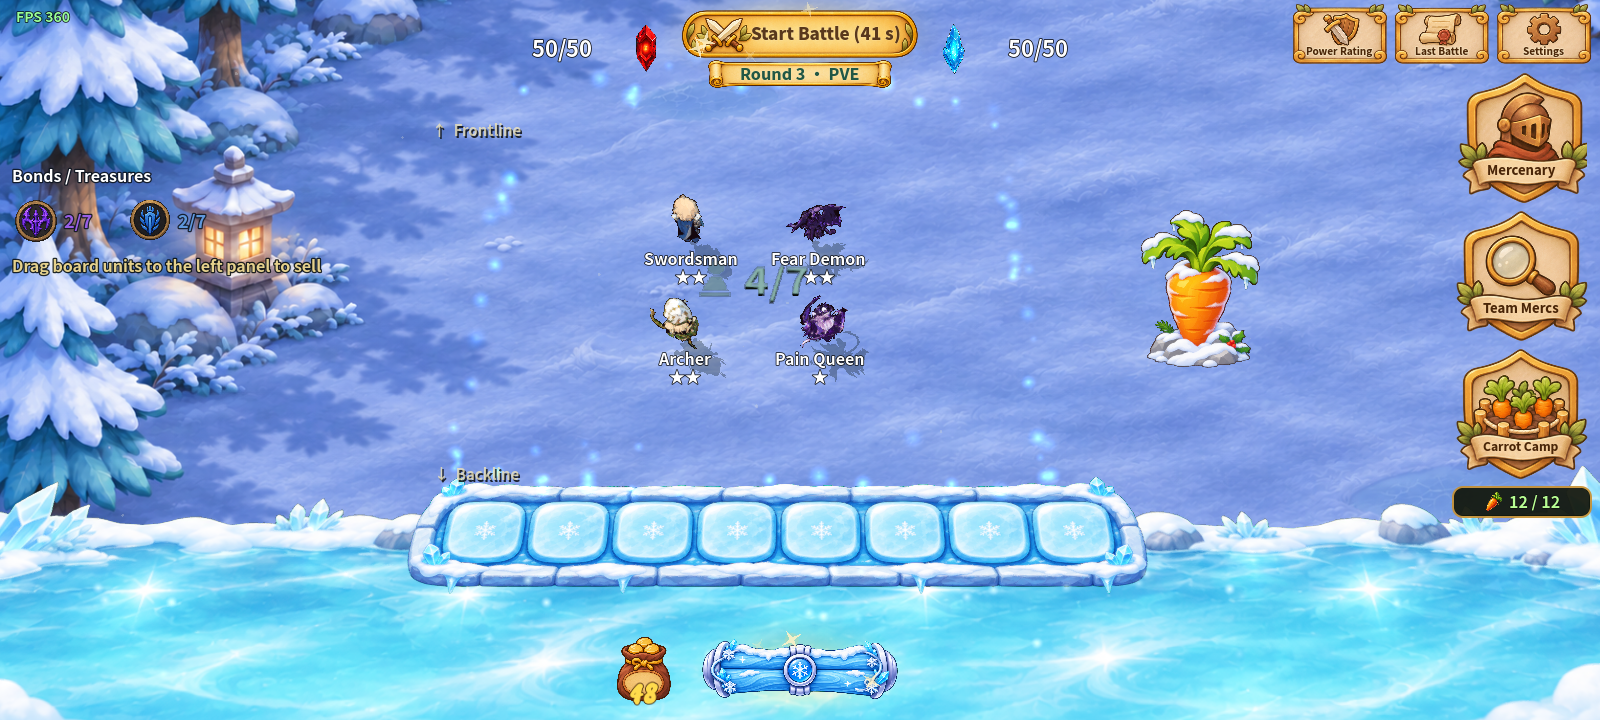 FPS 360
50/50
Start Battle (41 s)
50/50
Round 3 · PVE
Power Rating
Last Battle
Settings
↑ Frontline
Mercenary
Bonds / Treasures
2/7
2/7
Drag board units to the left panel to sell
Swordsman
Fear Demon
4/7
Archer
Pain Queen
Team Mercs
Carrot Camp
↓ Backline
12 / 12
48